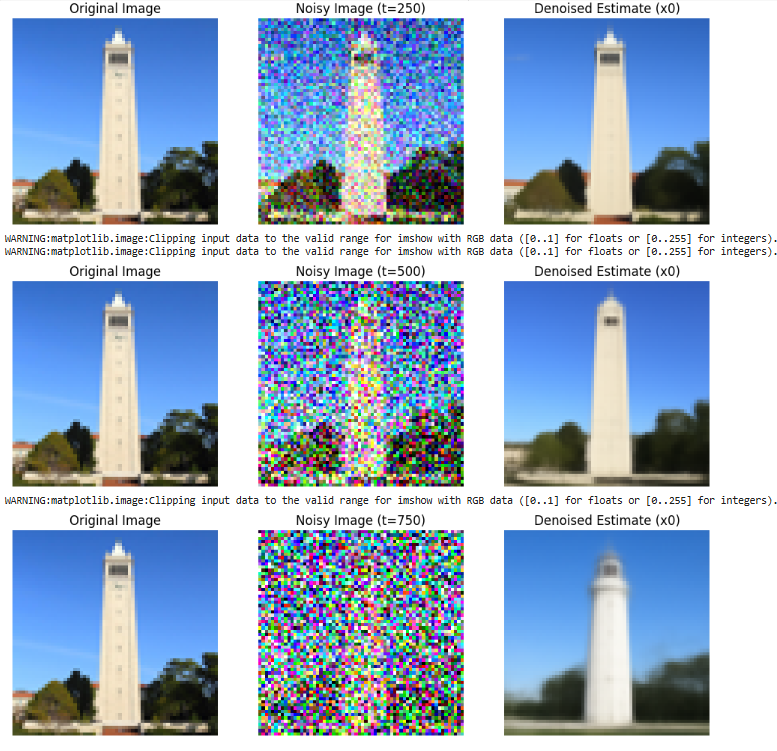 Original Image Noisy Image (t=250) Denoised Estimate (x0)
WARNING:matplotlib.image:Clipping input data to the valid range for imshow with RGB data ([0..1] for floats or [0..255] for integers).
WARNING:matplotlib.image:Clipping input data to the valid range for imshow with RGB data ([0..1] for floats or [0..255] for integers).
Original Image Noisy Image (t=500) Denoised Estimate (x0)
WARNING:matplotlib.image:Clipping input data to the valid range for imshow with RGB data ([0..1] for floats or [0..255] for integers).
Original Image Noisy Image (t=750) Denoised Estimate (x0)